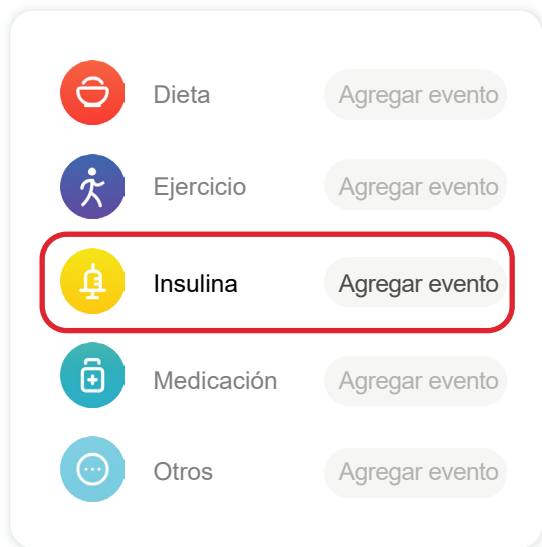 Dieta Agregar evento
Ejercicio Agregar evento
Insulina Agregar evento
Medicación Agregar evento
Otros Agregar evento